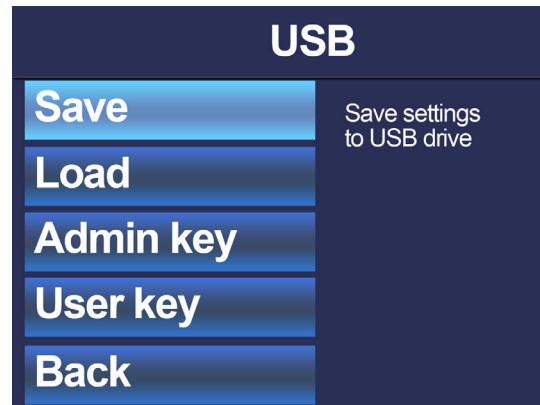 USB
Save
Load
Admin key
User key
Back
Save settings
to USB drive